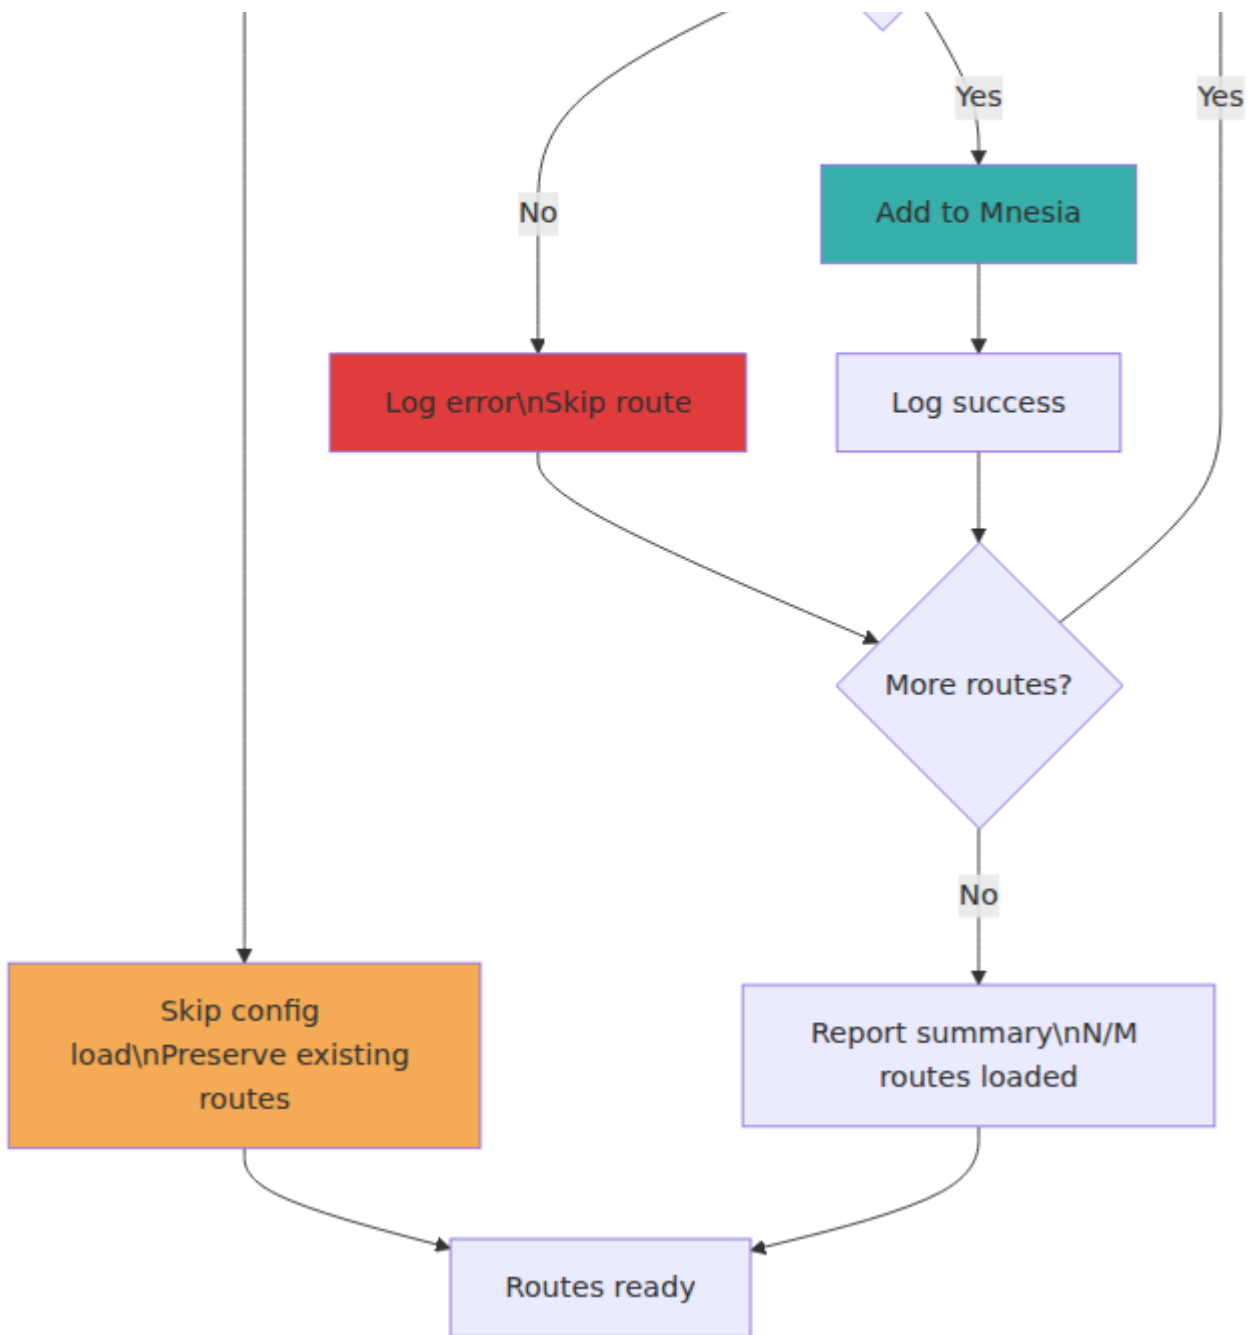 Yes
Yes
No
Add to Mnesia
Log error\nSkip route
Log success
More routes?
No
Skip config
load\nPreserve existing
routes
Report summary\nN/M
routes loaded
Routes ready